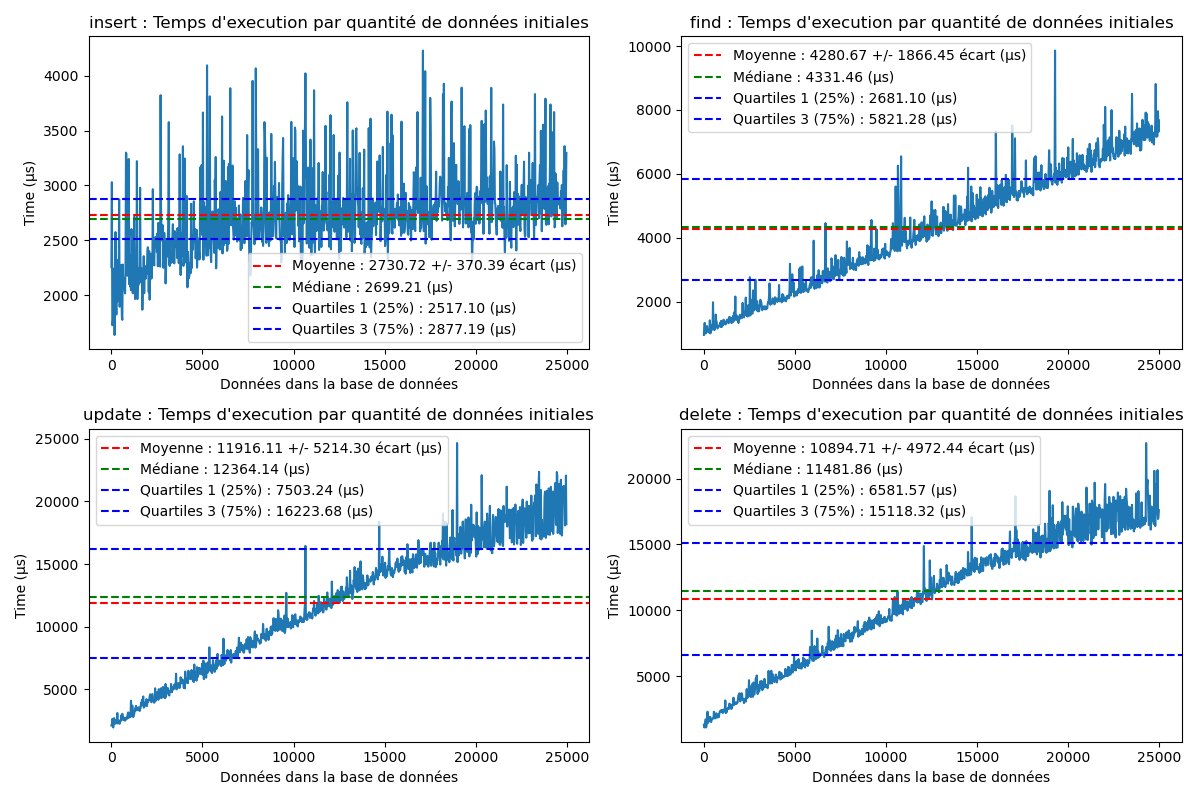 insert : Temps d'execution par quantité de données initiales
Time (µs)
4000
3500
3000
2500
2000
Moyenne : 2730.72 +/- 370.39 écart (µs)
Médiane : 2699.21 (µs)
Quartiles 1 (25%) : 2517.10 (µs)
Quartiles 3 (75%) : 2877.19 (µs)
0 5000 10000 15000 20000 25000
Données dans la base de données
find : Temps d'execution par quantité de données initiales
Time (µs)
10000
8000
6000
4000
2000
Moyenne : 4280.67 +/- 1866.45 écart (µs)
Médiane : 4331.46 (µs)
Quartiles 1 (25%) : 2681.10 (µs)
Quartiles 3 (75%) : 5821.28 (µs)
0 5000 10000 15000 20000 25000
Données dans la base de données
update : Temps d'execution par quantité de données initiales
Time (µs)
25000
20000
15000
10000
5000
Moyenne : 11916.11 +/- 5214.30 écart (µs)
Médiane : 12364.14 (µs)
Quartiles 1 (25%) : 7503.24 (µs)
Quartiles 3 (75%) : 16223.68 (µs)
0 5000 10000 15000 20000 25000
Données dans la base de données
delete : Temps d'execution par quantité de données initiales
Time (µs)
20000
15000
10000
5000
Moyenne : 10894.71 +/- 4972.44 écart (µs)
Médiane : 11481.86 (µs)
Quartiles 1 (25%) : 6581.57 (µs)
Quartiles 3 (75%) : 15118.32 (µs)
0 5000 10000 15000 20000 25000
Données dans la base de données